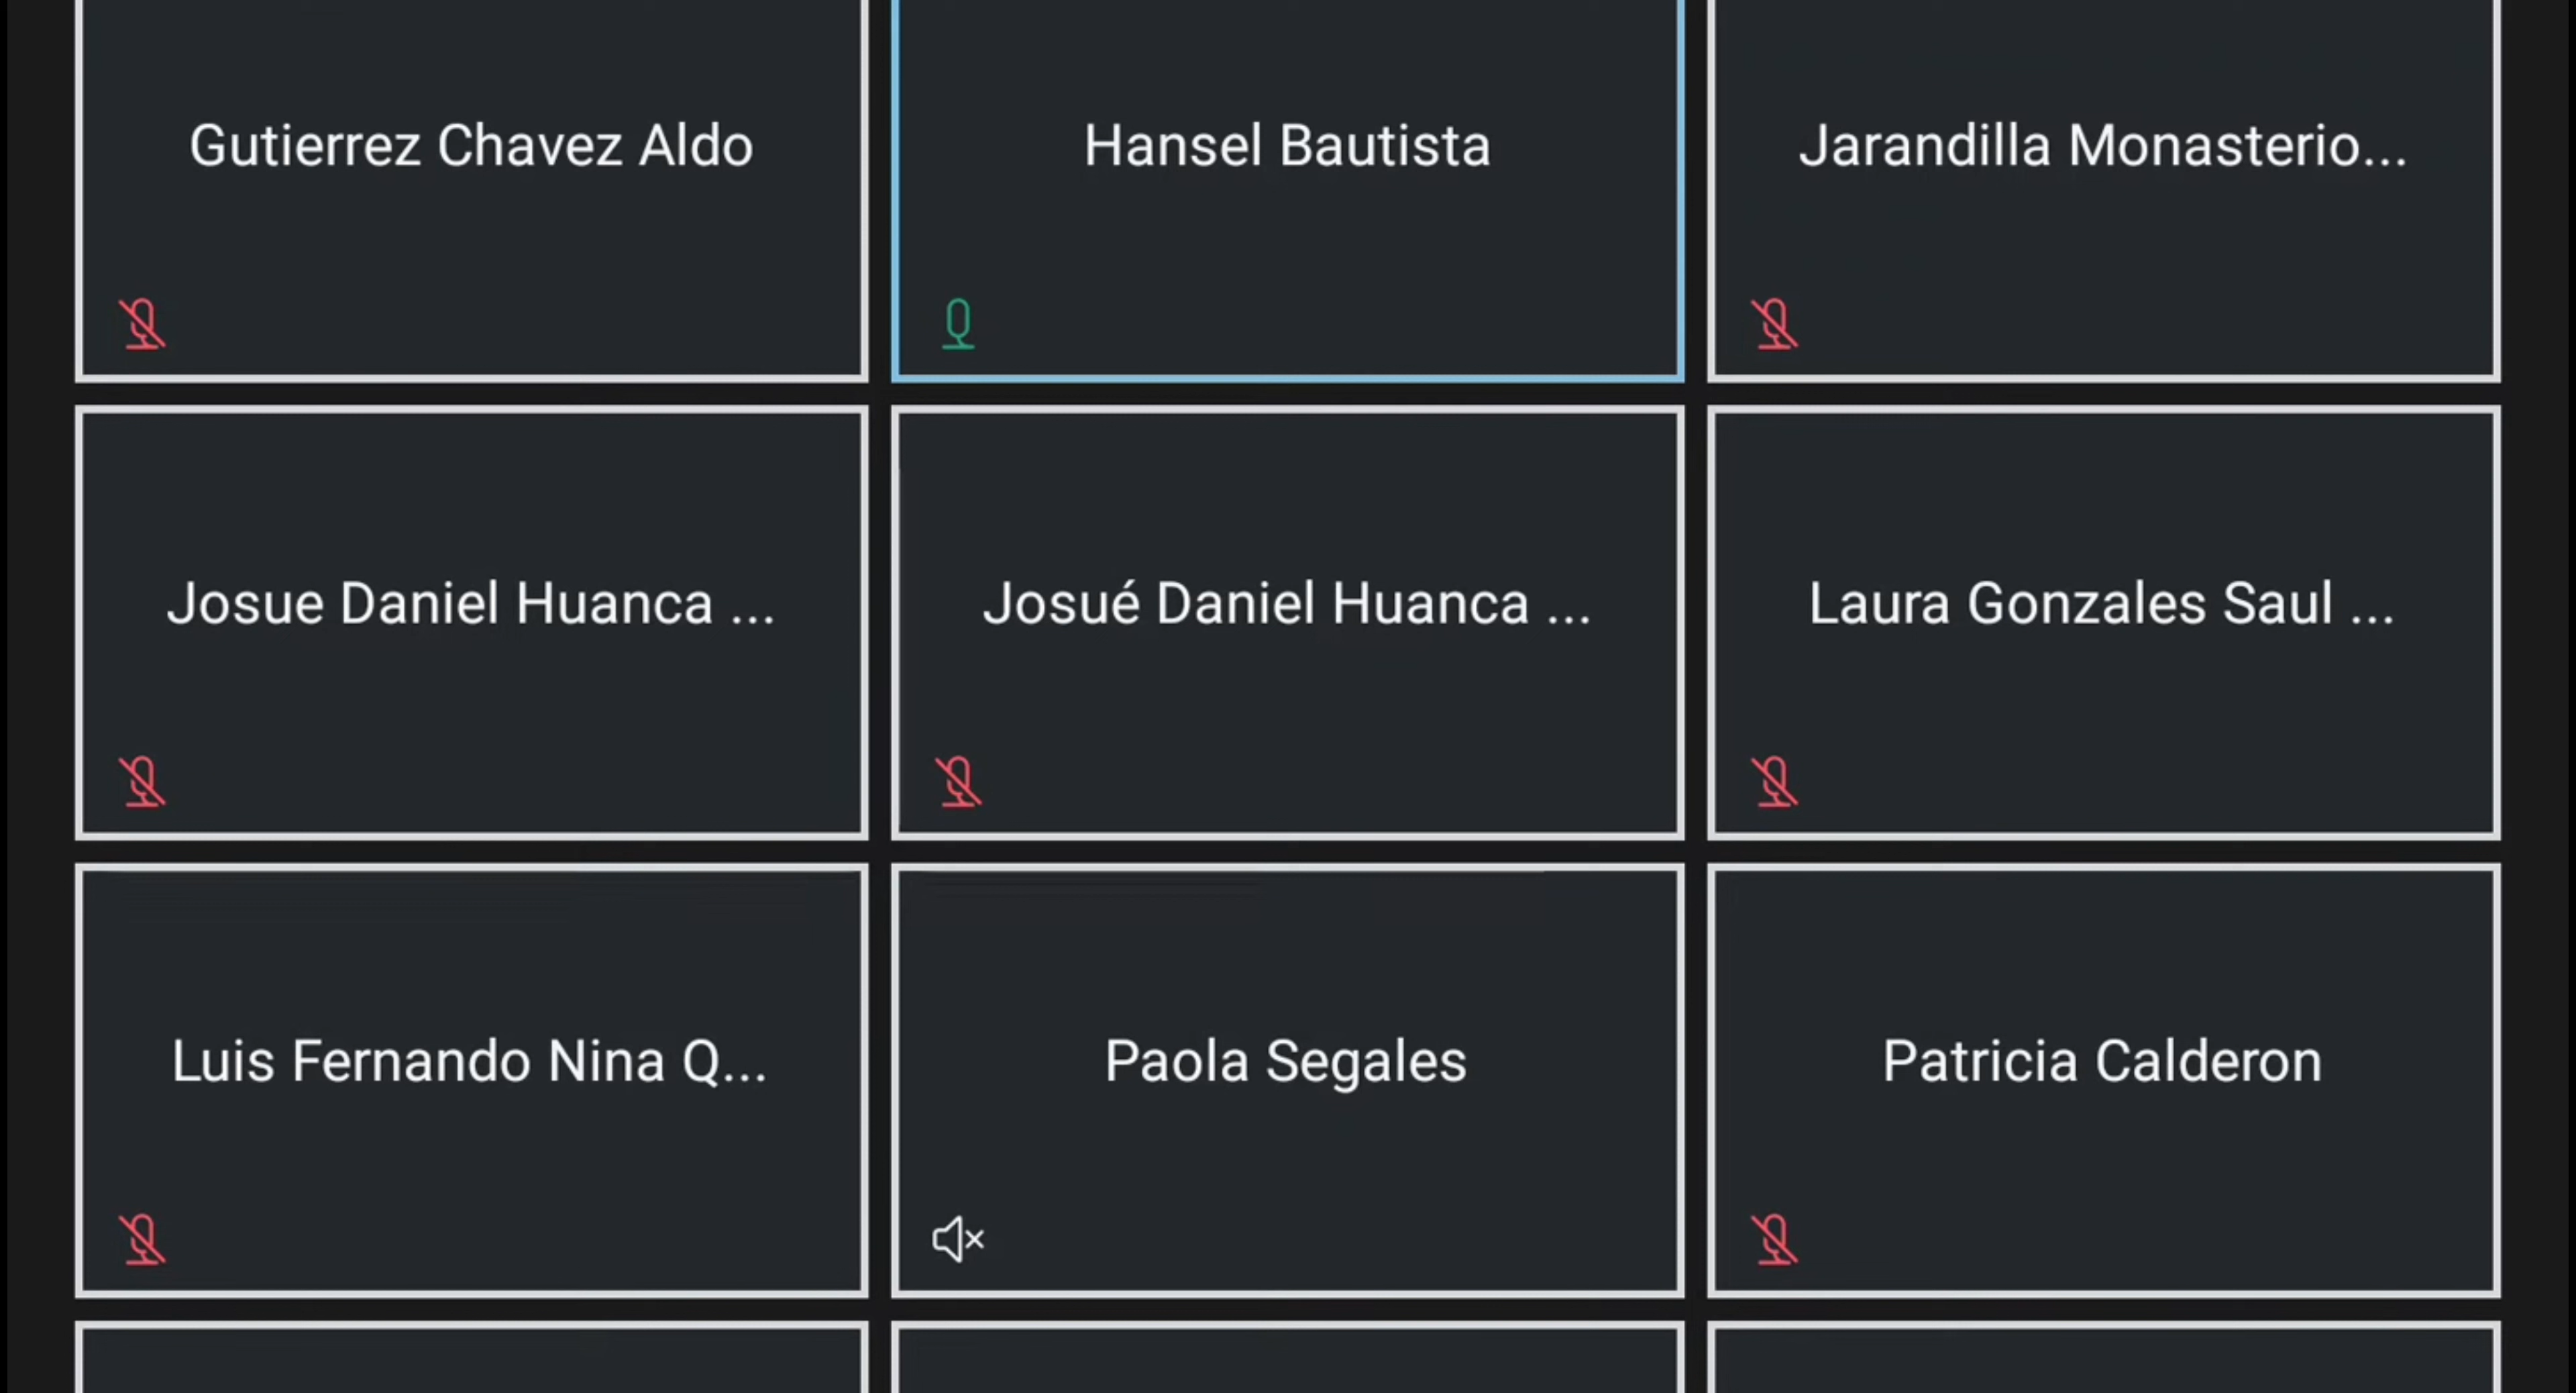 Gutierrez Chavez Aldo
Hansel Bautista
Jarandilla Monasterio...
Josue Daniel Huanca ...
Josué Daniel Huanca ...
Laura Gonzales Saul ...
Luis Fernando Nina Q...
Paola Segales
Patricia Calderon